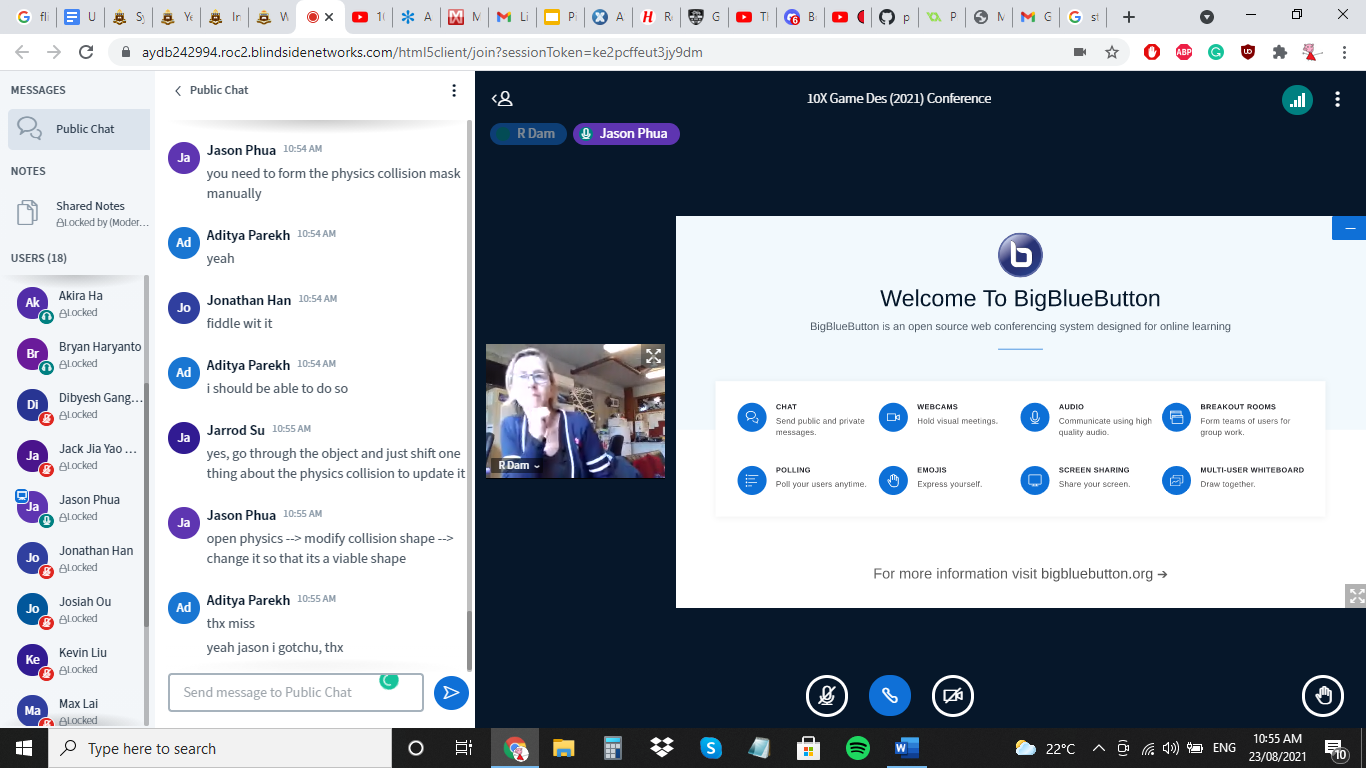 fli
U
Sy
Ye
In
W
10
A
M
Li
Pi
A
Re
G
Tl
Be
p
P
M
G
st
aydb242994.roc2.blindsidenetworks.com/html5client/join?sessionToken=ke2pcffeut3jy9dm
MESSAGES
Public Chat
NOTES
Shared Notes
Locked by (Moder...
USERS (18)
Ak
Akira Ha
Locked
Br
Bryan Haryanto
Locked
Di
Dibyesh Gang...
Locked
Ja
Jack Jia Yao ...
Locked
Ja
Jason Phua
Locked
Jo
Jonathan Han
Locked
Jo
Josiah Ou
Locked
Ke
Kevin Liu
Locked
Ma
Max Lai
Locked
Public Chat
Ja
Jason Phua 10:54 AM
you need to form the physics collision mask
manually
Ad
Aditya Parekh 10:54 AM
yeah
Jo
Jonathan Han 10:54 AM
fiddle wit it
Ad
Aditya Parekh 10:54 AM
i should be able to do so
Ja
Jarrod Su 10:55 AM
yes, go through the object and just shift one
thing about the physics collision to update it
Ja
Jason Phua 10:55 AM
open physics --> modify collision shape -->
change it so that its a viable shape
Ad
Aditya Parekh 10:55 AM
thx miss
yeah jason i gotchu, thx
Send message to Public Chat
10X Game Des (2021) Conference
R Dam
Jason Phua
R Dam
Welcome To BigBlueButton
BigBlueButton is an open source web conferencing system designed for online learning
CHAT
Send public and private
messages.
WEBCAMS
Hold visual meetings.
AUDIO
Communicate using high
quality audio.
BREAKOUT ROOMS
Form teams of users for
group work.
POLLING
Poll your users anytime.
EMOJIS
Express yourself.
SCREEN SHARING
Share your screen.
MULTI-USER WHITEBOARD
Draw together.
For more information visit bigbluebutton.org →
Type here to search
22°C
ENG
10:55 AM
23/08/2021
10